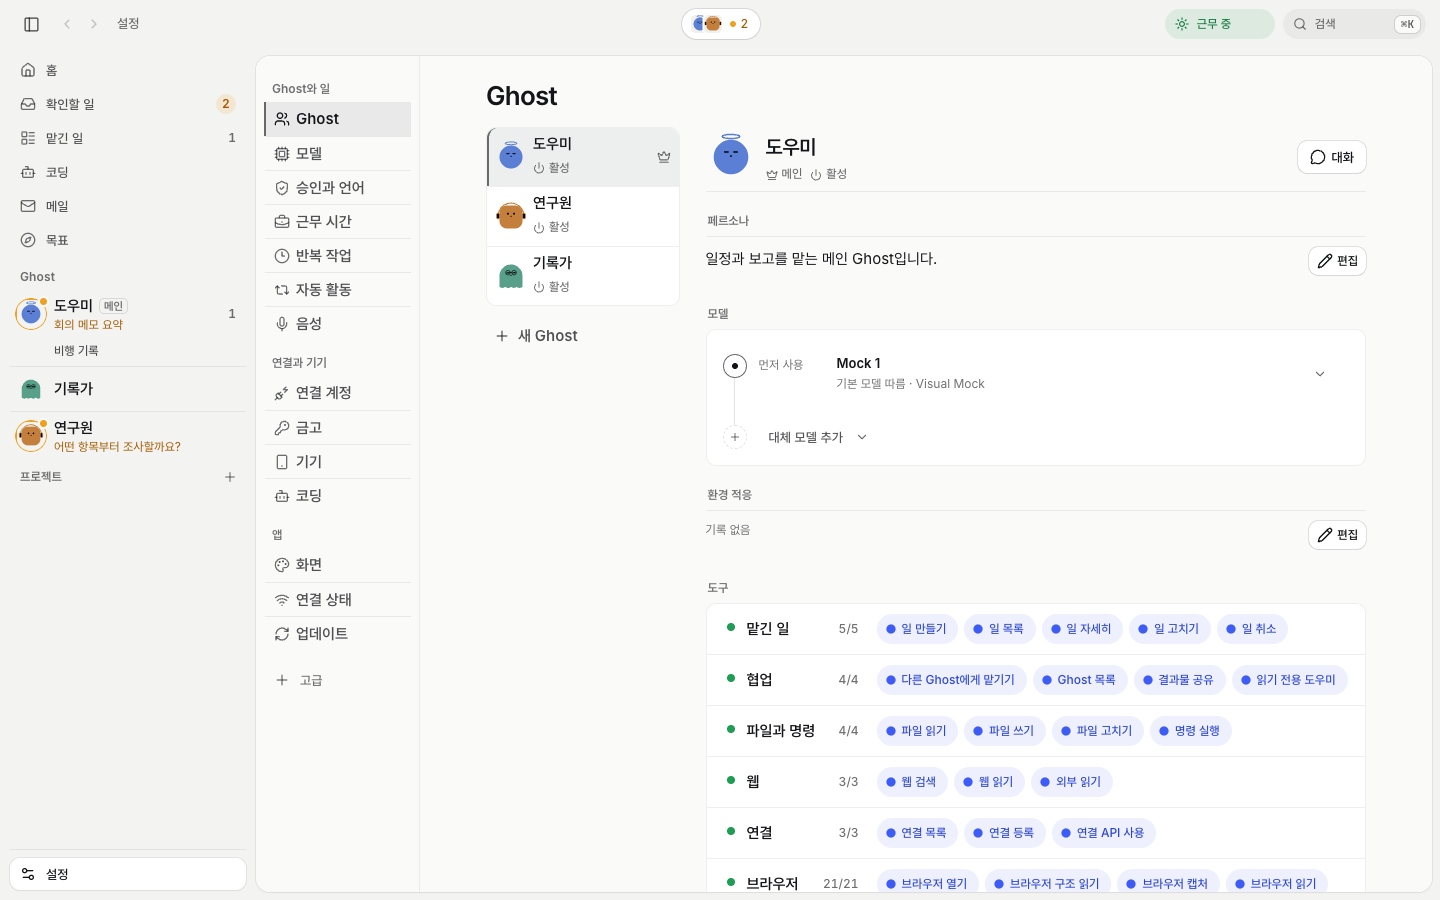 설정
2
근무 중
검색
⌘K
홈
확인할 일
2
맡긴 일
1
코딩
메일
목표
Ghost
도우미
메인
회의 메모 요약
1
비행 기록
기록가
연구원
어떤 항목부터 조사할까요?
프로젝트
설정
Ghost와 일
Ghost
모델
승인과 언어
근무 시간
반복 작업
자동 활동
음성
연결과 기기
연결 계정
금고
기기
코딩
앱
화면
연결 상태
업데이트
고급
Ghost
도우미
활성
연구원
활성
기록가
활성
새 Ghost
도우미
메인 활성
대화
페르소나
일정과 보고를 맡는 메인 Ghost입니다.
편집
모델
먼저 사용
Mock 1
기본 모델 따름 · Visual Mock
대체 모델 추가
환경 적응
기록 없음
편집
도구
맡긴 일 5/5 일 만들기 일 목록 일 자세히 일 고치기 일 취소
협업 4/4 다른 Ghost에게 맡기기 Ghost 목록 결과물 공유 읽기 전용 도우미
파일과 명령 4/4 파일 읽기 파일 쓰기 파일 고치기 명령 실행
웹 3/3 웹 검색 웹 읽기 외부 읽기
연결 3/3 연결 목록 연결 등록 연결 API 사용
브라우저 21/21 브라우저 열기 브라우저 구조 읽기 브라우저 캡처 브라우저 읽기